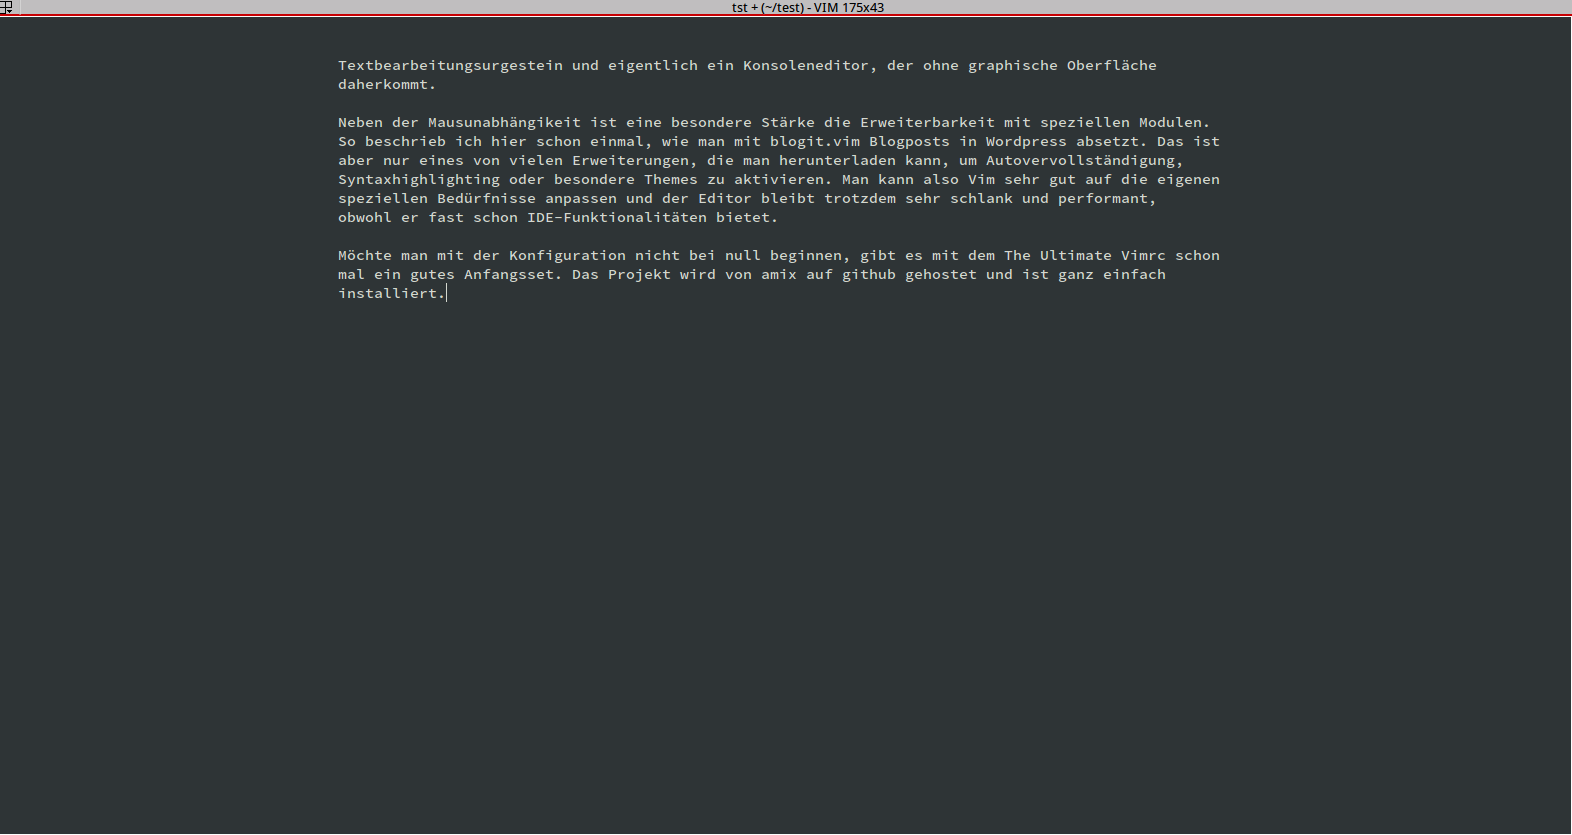 tst + (~/test) - VIM 175x43
Textbearbeitungsurgestein und eigentlich ein Konsoleneditor, der ohne graphische Oberfläche
daherkommt.
Neben der Mausunabhängikeit ist eine besondere Stärke die Erweiterbarkeit mit speziellen Modulen.
So beschrieb ich hier schon einmal, wie man mit blogit.vim Blogposts in Wordpress absetzt. Das ist
aber nur eines von vielen Erweiterungen, die man herunterladen kann, um Autovervollständigung,
Syntaxhighlighting oder besondere Themes zu aktivieren. Man kann also Vim sehr gut auf die eigenen
speziellen Bedürfnisse anpassen und der Editor bleibt trotzdem sehr schlank und performant,
obwohl er fast schon IDE-Funktionalitäten bietet.
Möchte man mit der Konfiguration nicht bei null beginnen, gibt es mit dem The Ultimate Vimrc schon
mal ein gutes Anfangsset. Das Projekt wird von amix auf github gehostet und ist ganz einfach
installiert.